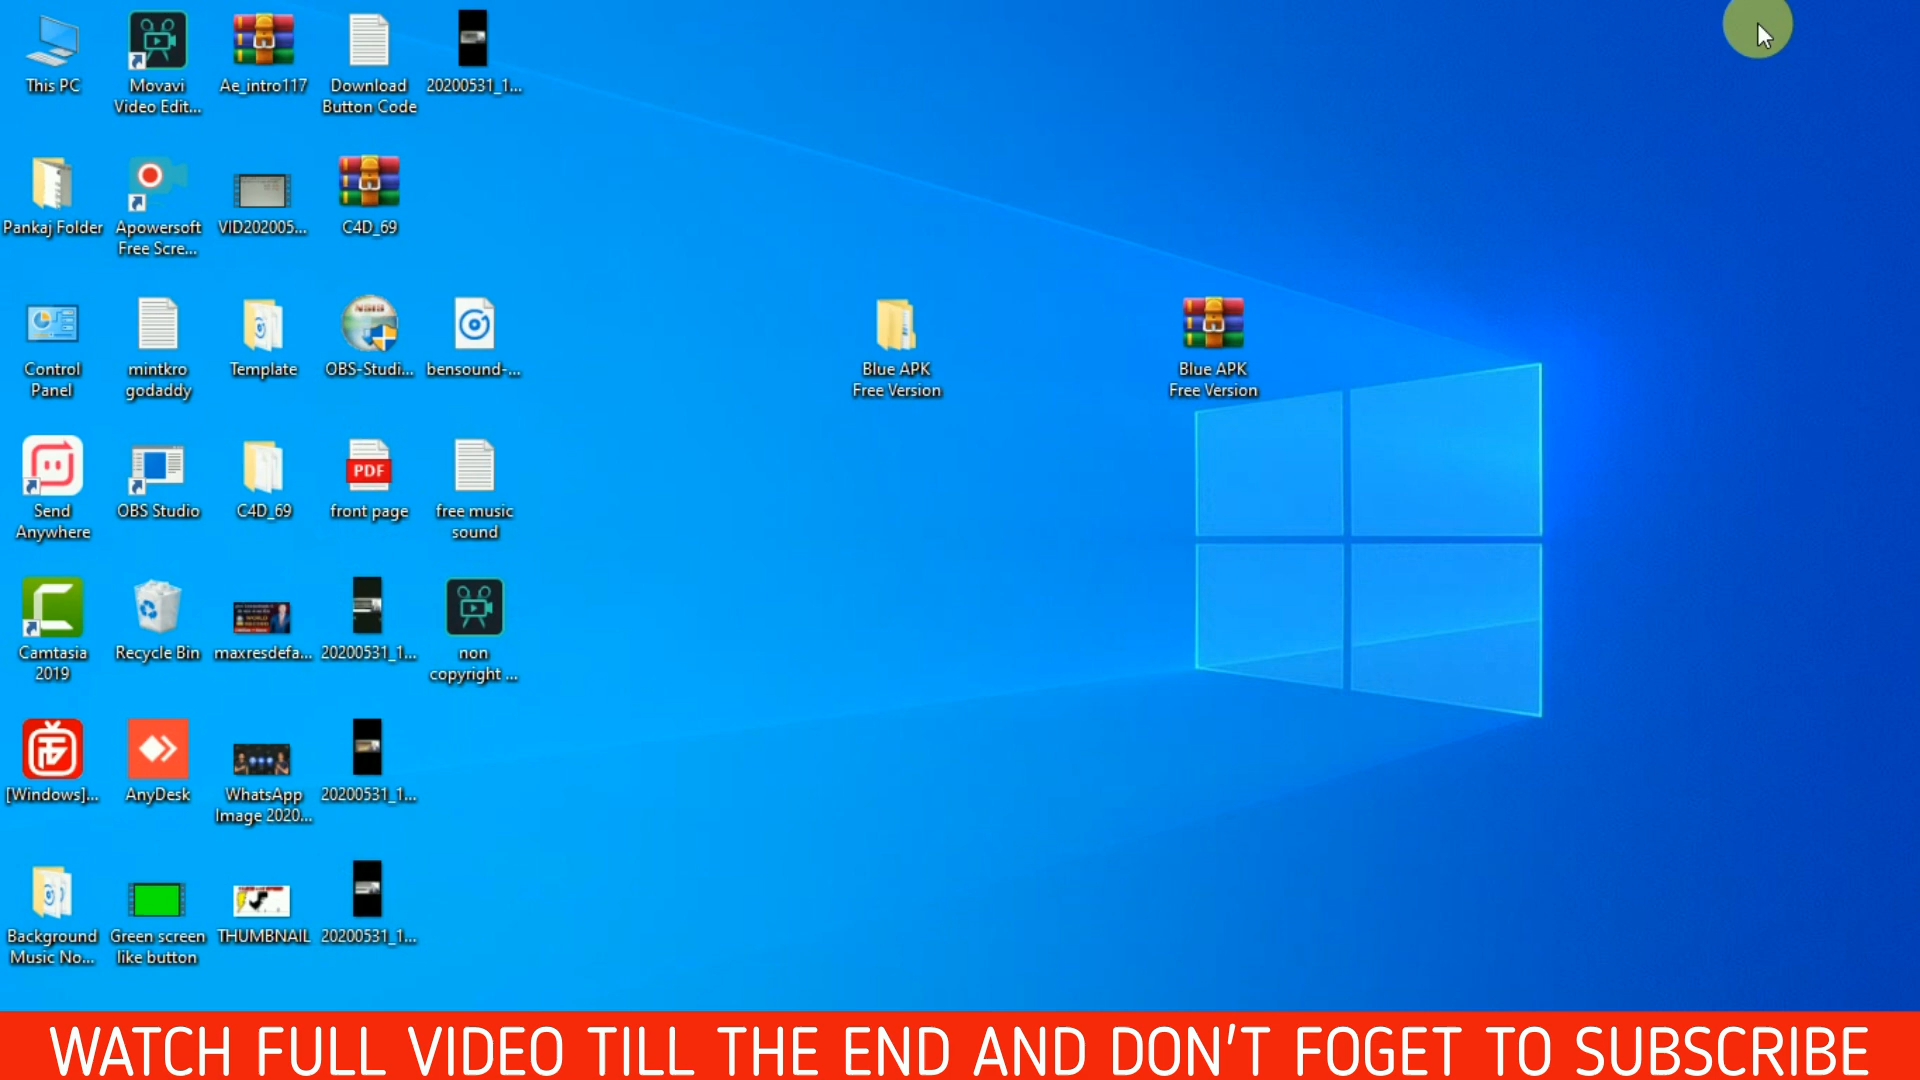 This PC
Movavi
Video Edit...
Ae_intro117
Download
Button Code
20200531_1...
Pankaj Folder
Apowersoft
Free Scre...
VID202005...
C4D_69
Control
Panel
mintkro
godaddy
Template
NSIS
OBS-Studi...
bensound-...
Blue APK
Free Version
Blue APK
Free Version
Send
Anywhere
OBS Studio
C4D_69
PDF
front page
free music
sound
Camtasia
2019
Recycle Bin
maxresdefa...
20200531_1...
non
copyright ...
[Windows]...
AnyDesk
WhatsApp
Image 2020...
20200531_1...
Background
Music No...
Green screen
like button
THUMBNAIL
20200531_1...
WATCH FULL VIDEO TILL THE END AND DON'T FOGET TO SUBSCRIBE